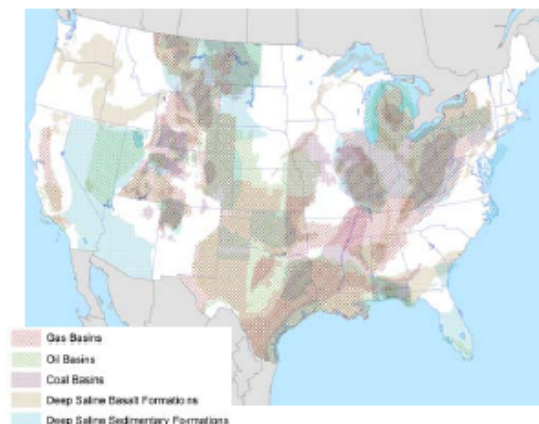 Gas Basins
Oil Basins
Coal Basins
Deep Saline Basalt Formations
Deep Saline Sedimentary Formations